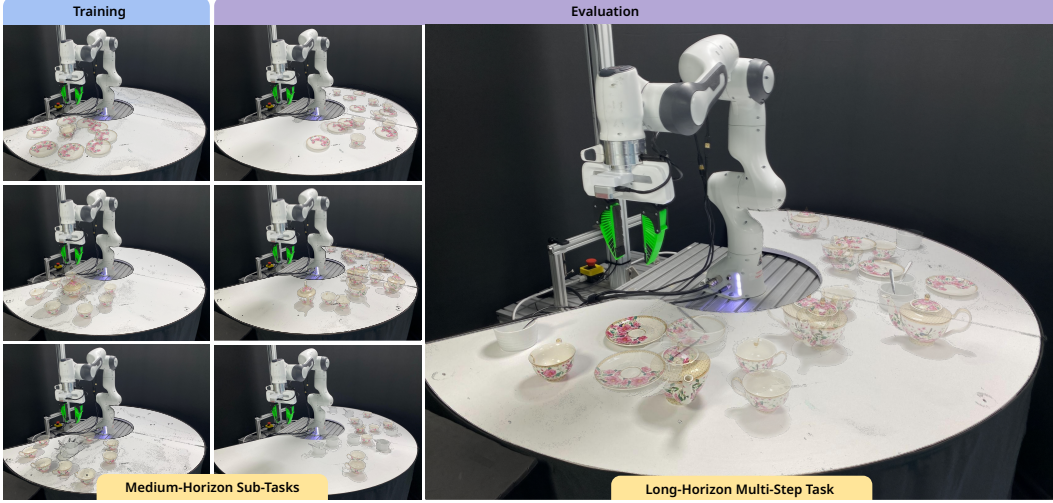 Training
Evaluation
Medium-Horizon Sub-Tasks
Long-Horizon Multi-Step Task